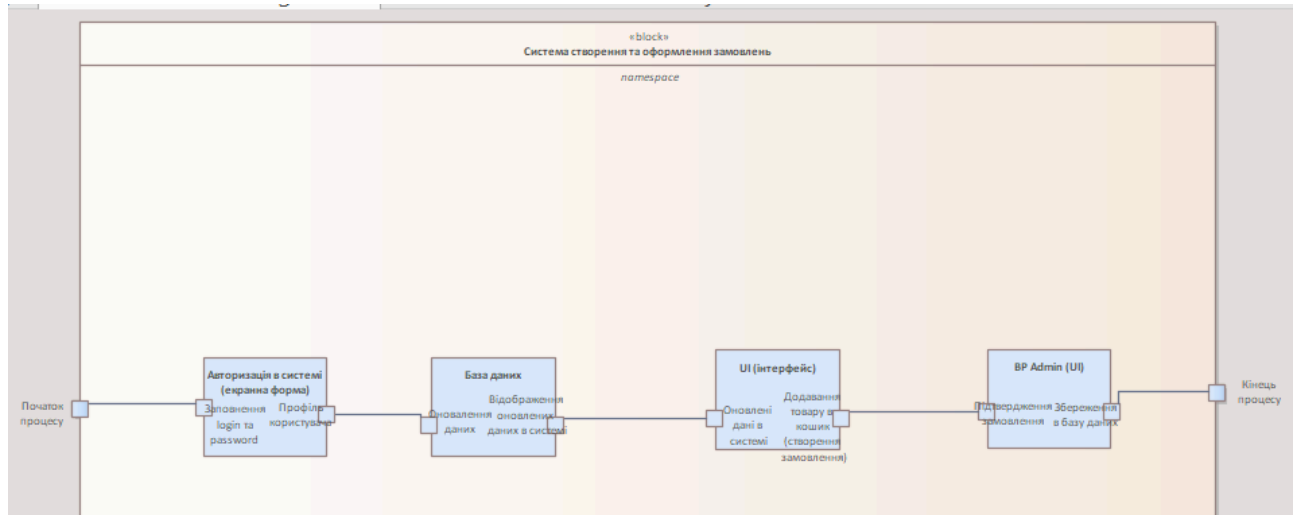 «block»
Система створення та оформлення замовлень
namespace
Початок
процесу
Авторизація в системі
(екранна форма)
Заповнення
login та
password
Профіль
користувача
База даних
Оновалення
даних
Відображення
оновлених
даних в системі
UI (інтерфейс)
Оновлені
дані в
системі
Додавання
товару в
кошик
(створення
замовлення)
BP Admin (UI)
Підтвердження
замовлення
Збереження
в базу даних
Кінець
процесу